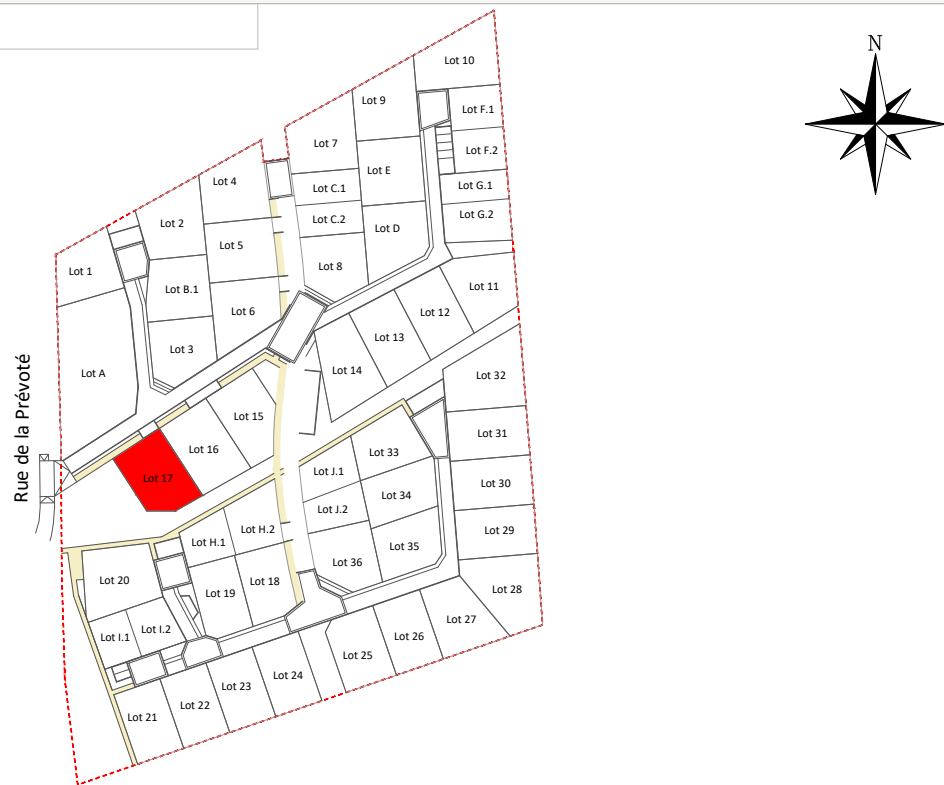 N
Lot 10
Lot 9
Lot F.1
Lot 7
Lot F.2
Lot E
Lot 4
Lot C.1
Lot G.1
Lot 2
Lot C.2
Lot G.2
Lot D
Lot 5
Lot 8
Lot 1
Lot B.1
Lot 11
Lot 6
Lot 12
Lot 13
Lot 3
Lot 14
Lot A
Lot 32
Lot 15
Rue de la Prévoté
Lot 31
Lot 16
Lot 33
Lot 17
Lot J.1
Lot 30
Lot 34
Lot J.2
Lot H.2
Lot 29
Lot H.1
Lot 35
Lot 36
Lot 20
Lot 18
Lot 19
Lot 28
Lot 27
Lot I.2
Lot I.1
Lot 26
Lot 25
Lot 24
Lot 23
Lot 22
Lot 21